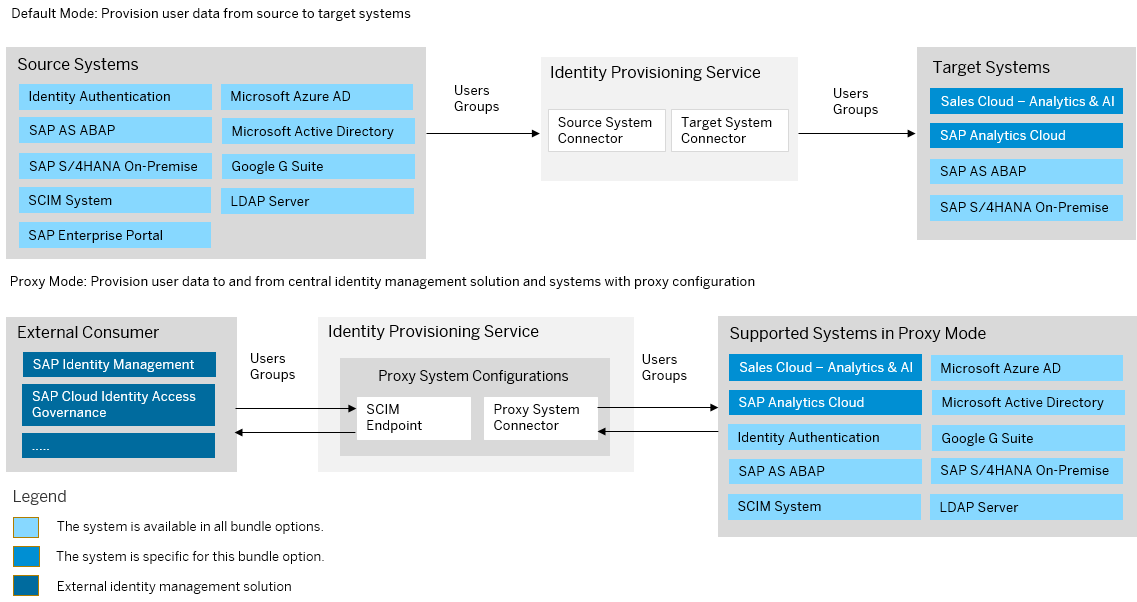 Default Mode: Provision user data from source to target systems
Source Systems
Identity Authentication
SAP AS ABAP
SAP S/4HANA On-Premise
SCIM System
SAP Enterprise Portal
Microsoft Azure AD
Microsoft Active Directory
Google G Suite
LDAP Server
Users
Groups
Identity Provisioning Service
Source System
Connector
Target System
Connector
Users
Groups
Target Systems
Sales Cloud – Analytics & AI
SAP Analytics Cloud
SAP AS ABAP
SAP S/4HANA On-Premise
Proxy Mode: Provision user data to and from central identity management solution and systems with proxy configuration
External Consumer
SAP Identity Management
SAP Cloud Identity Access
Governance
.....
Users
Groups
Identity Provisioning Service
Proxy System Configurations
SCIM
Endpoint
Proxy System
Connector
Users
Groups
Supported Systems in Proxy Mode
Sales Cloud – Analytics & AI
SAP Analytics Cloud
Identity Authentication
SAP AS ABAP
SCIM System
Microsoft Azure AD
Microsoft Active Directory
Google G Suite
SAP S/4HANA On-Premise
LDAP Server
Legend
The system is available in all bundle options.
The system is specific for this bundle option.
External identity management solution